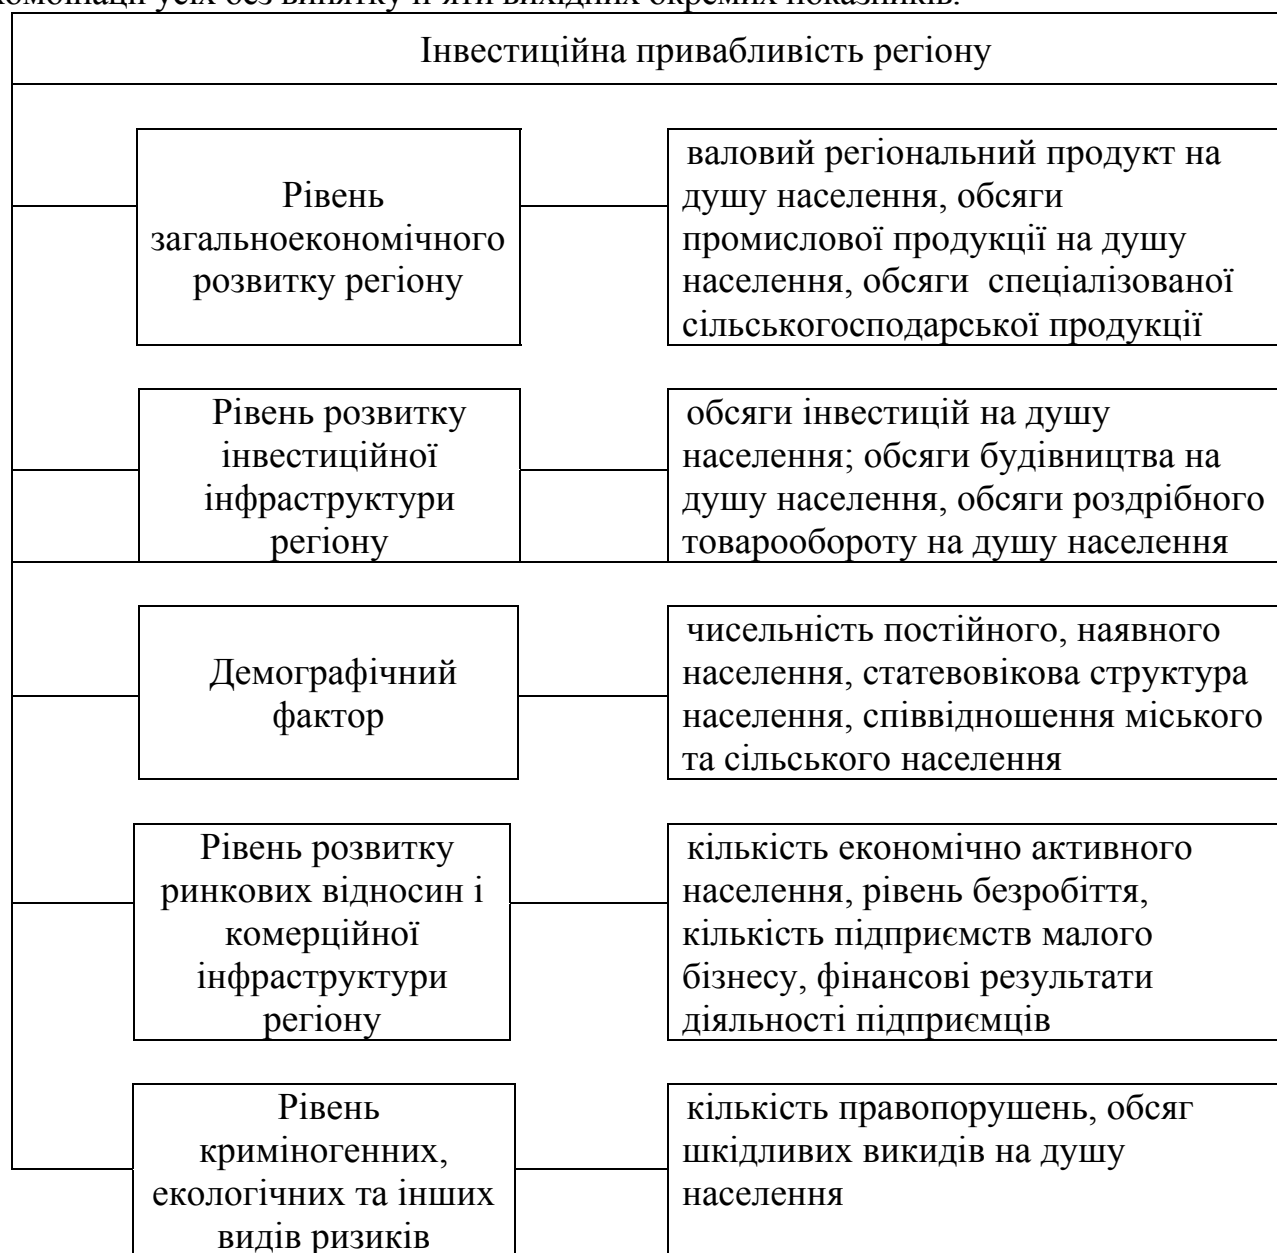 комбінації усіх без винятку п’яти вихідних окремих показників.
Інвестиційна привабливість регіону
Рівень
загальноекономічного
розвитку регіону
валовий регіональний продукт на
душу населення, обсяги
промислової продукції на душу
населення, обсяги спеціалізованої
сільськогосподарської продукції
Рівень розвитку
інвестиційної
інфраструктури
регіону
обсяги інвестицій на душу
населення; обсяги будівництва на
душу населення, обсяги роздрібного
товарообороту на душу населення
Демографічний
фактор
чисельність постійного, наявного
населення, статевовікова структура
населення, співвідношення міського
та сільського населення
Рівень розвитку
ринкових відносин і
комерційної
інфраструктури
регіону
кількість економічно активного
населення, рівень безробіття,
кількість підприємств малого
бізнесу, фінансові результати
діяльності підприємців
Рівень
криміногенних,
екологічних та інших
видів ризиків
кількість правопорушень, обсяг
шкідливих викидів на душу
населення